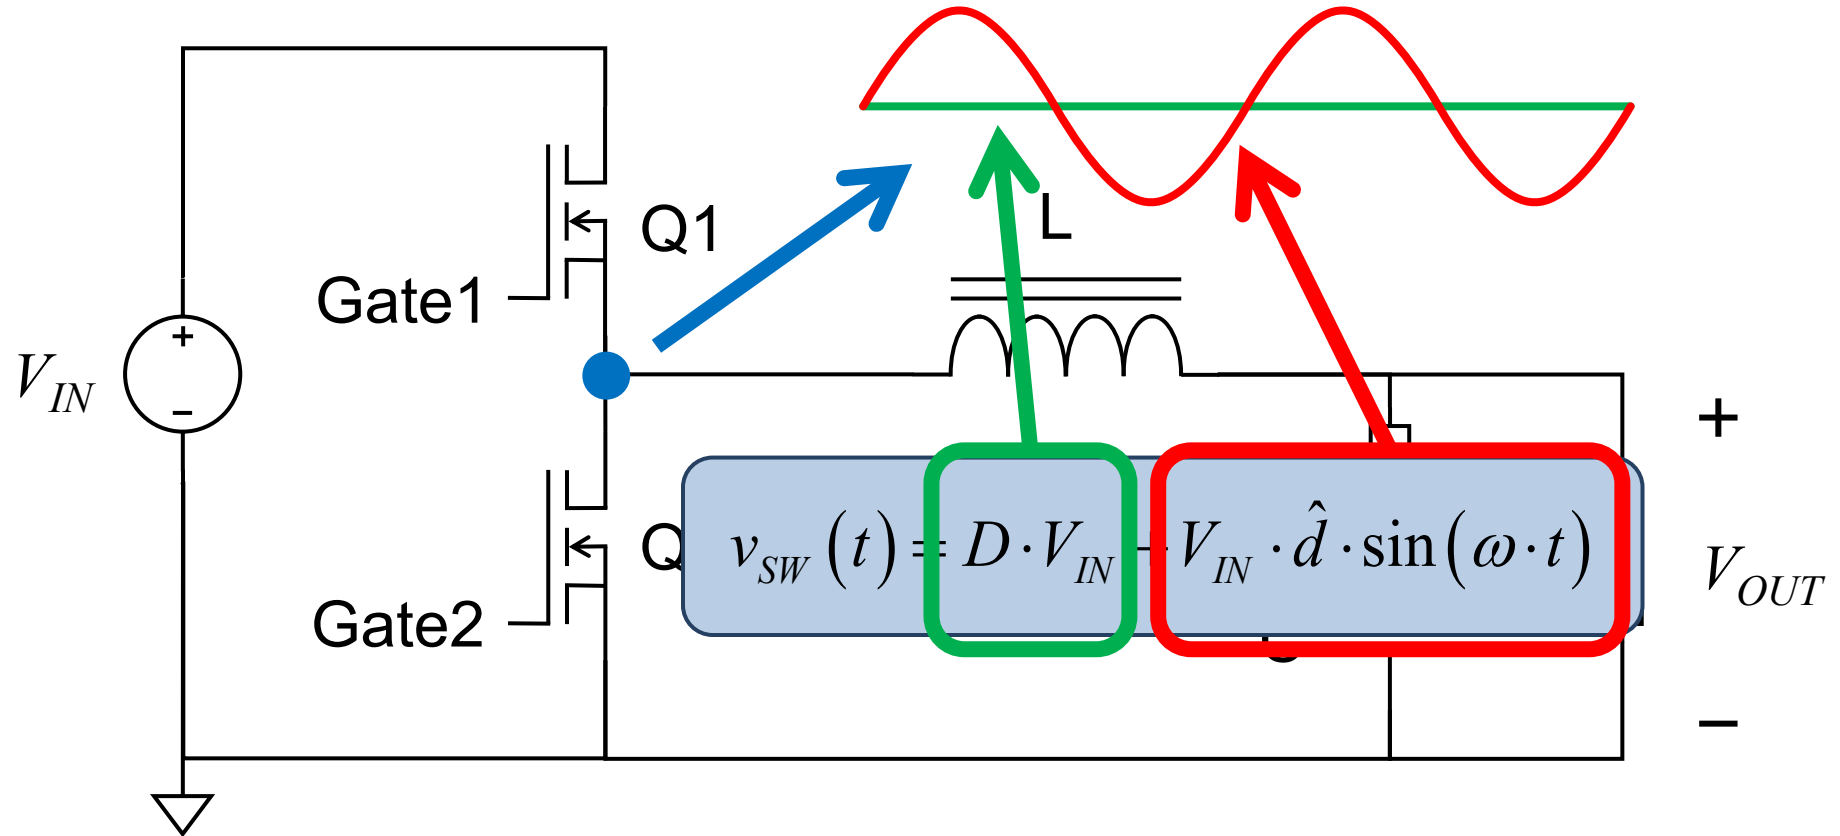 L
Q1
Gate1
+
−
V_IN
+
Q
v_SW(t) = D·V_IN + V_IN·d̂·sin(ω·t)
V_OUT
Gate2
−